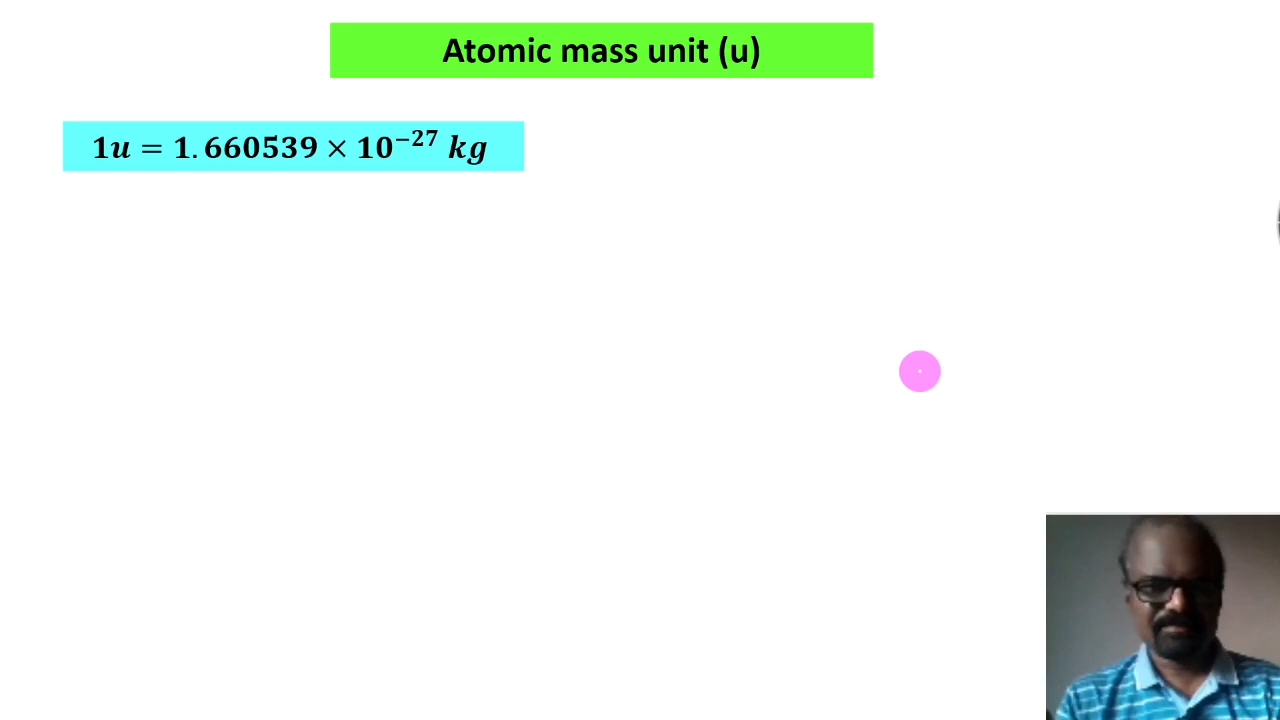 Atomic mass unit (u)
1u = 1.660539 × 10⁻²⁷ kg